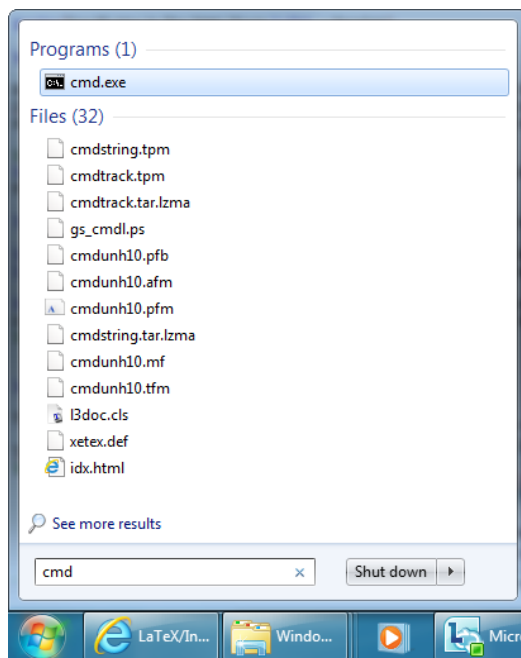 Programs (1)
cmd.exe
Files (32)
cmdstring.tpm
cmdtrack.tpm
cmdtrack.tar.lzma
gs_cmdl.ps
cmdunh10.pfb
cmdunh10.afm
cmdunh10.pfm
cmdstring.tar.lzma
cmdunh10.mf
cmdunh10.tfm
l3doc.cls
xetex.def
idx.html
See more results
cmd Shut down
LaTeX/In... Windo... Micr